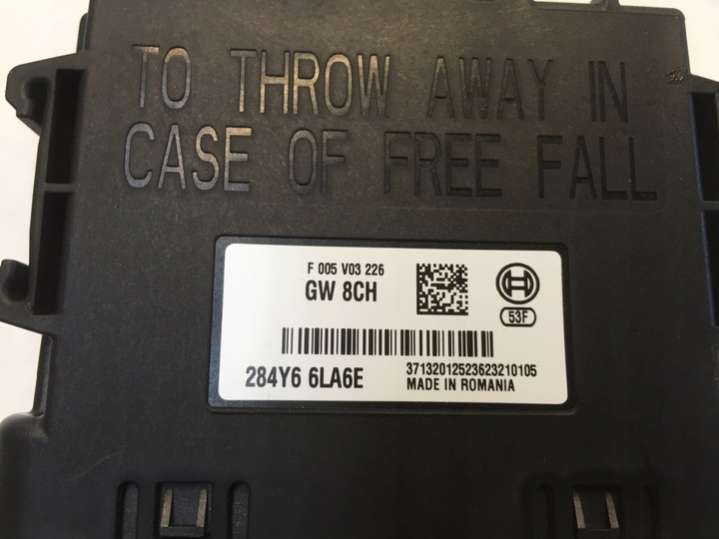 TO THROW AWAY IN
CASE OF FREE FALL
F 005 V03 226
GW 8CH
53F
284Y6 6LA6E
37132012523623210105
MADE IN ROMANIA